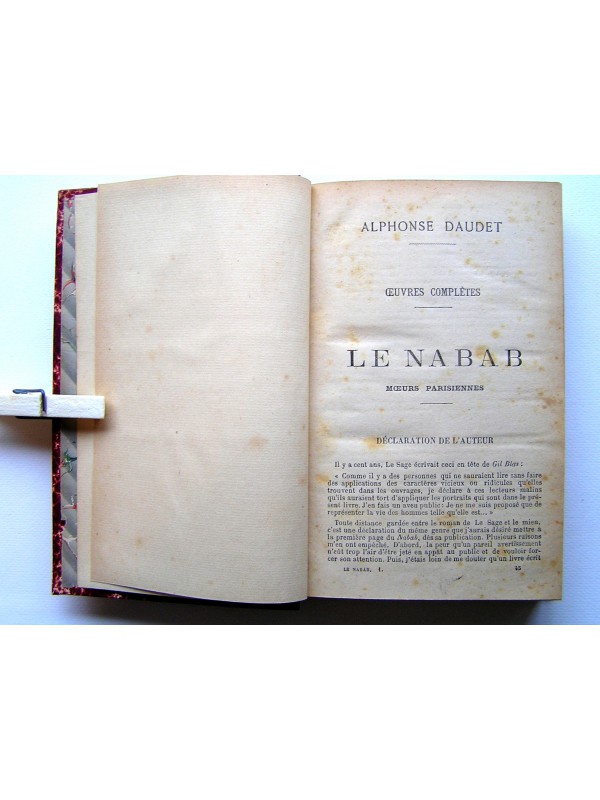 ALPHONSE DAUDET
ŒUVRES COMPLÈTES
LE NABAB
MŒURS PARISIENNES
DÉCLARATION DE L'AUTEUR
Il y a cent ans, Le Sage écrivait ceci en tête de Gil Blas :
« Comme il y a des personnes qui ne sauraient lire sans faire
des applications des caractères vicieux ou ridicules qu'elles
trouvent dans les ouvrages, je déclare à ces lecteurs malins
qu'ils auraient tort d'appliquer les portraits qui sont dans le pré-
sent livre. J'en fais un aveu public : Je ne me suis proposé que de
représenter la vie des hommes telle qu'elle est... »
Toute distance gardée entre le roman de Le Sage et le mien,
c'est une déclaration du même genre que j'aurais désiré mettre à
la première page du Nabab, dès sa publication. Plusieurs raisons
m'en ont empêché. D'abord, la peur qu'un pareil avertissement
n'eût trop l'air d'être jeté en appât au public et de vouloir for-
cer son attention. Puis, j'étais loin de me douter qu'un livre écrit
LE NABAB, I. 45